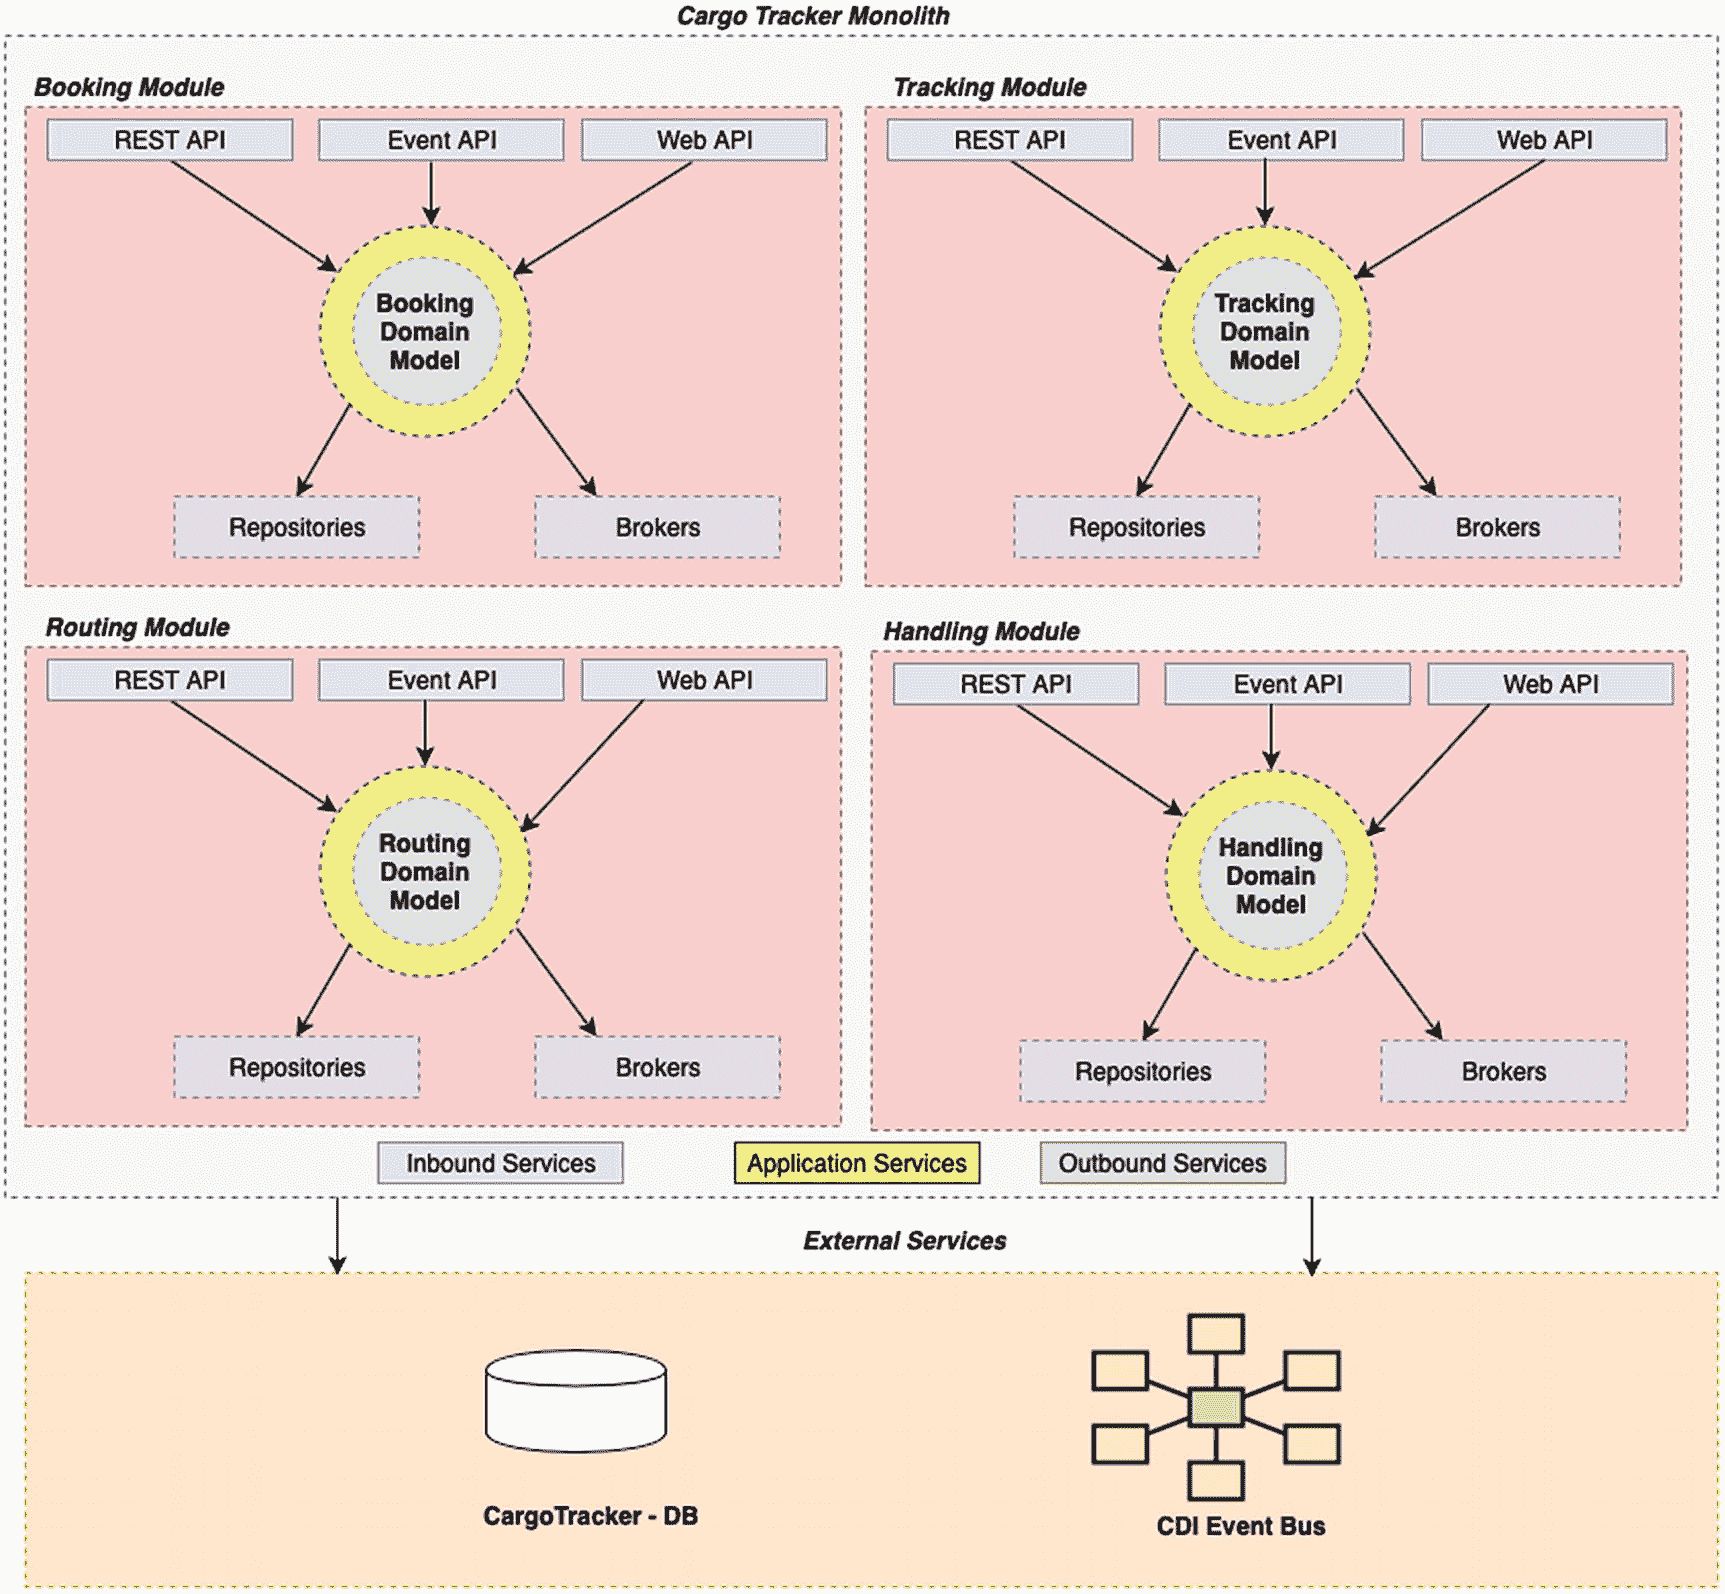 Cargo Tracker Monolith
Booking Module
REST API
Event API
Web API
Booking
Domain
Model
Repositories
Brokers
Tracking Module
REST API
Event API
Web API
Tracking
Domain
Model
Repositories
Brokers
Routing Module
REST API
Event API
Web API
Routing
Domain
Model
Repositories
Brokers
Handling Module
REST API
Event API
Web API
Handling
Domain
Model
Repositories
Brokers
Inbound Services
Application Services
Outbound Services
External Services
CargoTracker - DB
CDI Event Bus